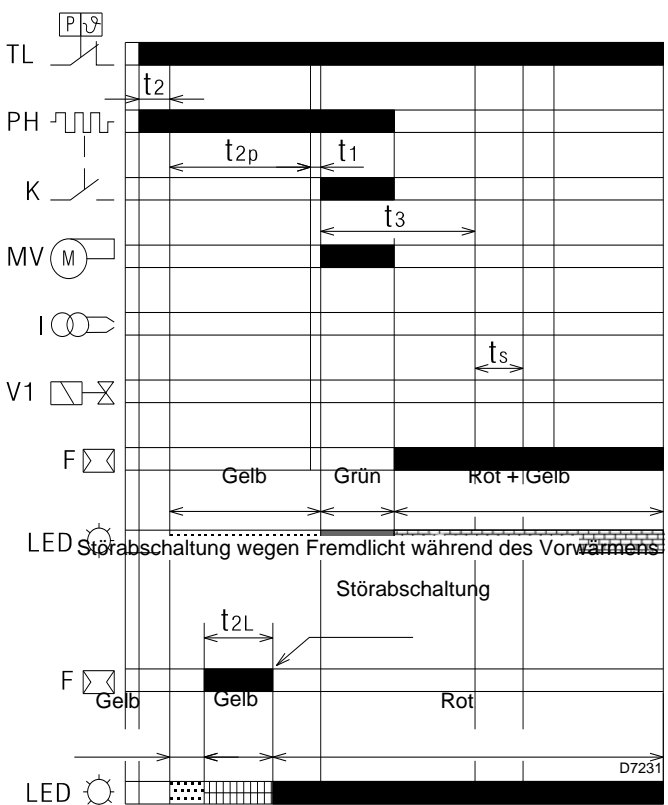 P ϑ
TL
t2
PH
t2p t1
K
t3
MV M
I
ts
V1
F
Gelb Grün Rot + Gelb
LED
Störabschaltung wegen Fremdlicht während des Vorwärmens
Störabschaltung
t2L
F
Gelb Gelb Rot
D7231
LED